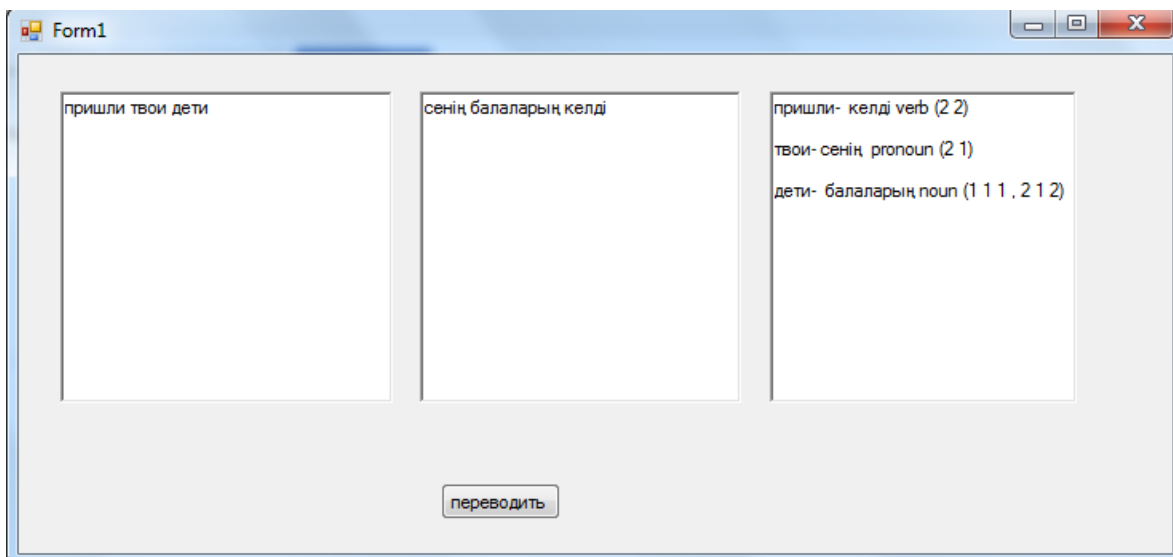 Form1
пришли твои дети
сенің балаларың келді
пришли- келді verb (2 2)
твои- сенің pronoun (2 1)
дети- балаларың noun (1 1 1 , 2 1 2)
переводить